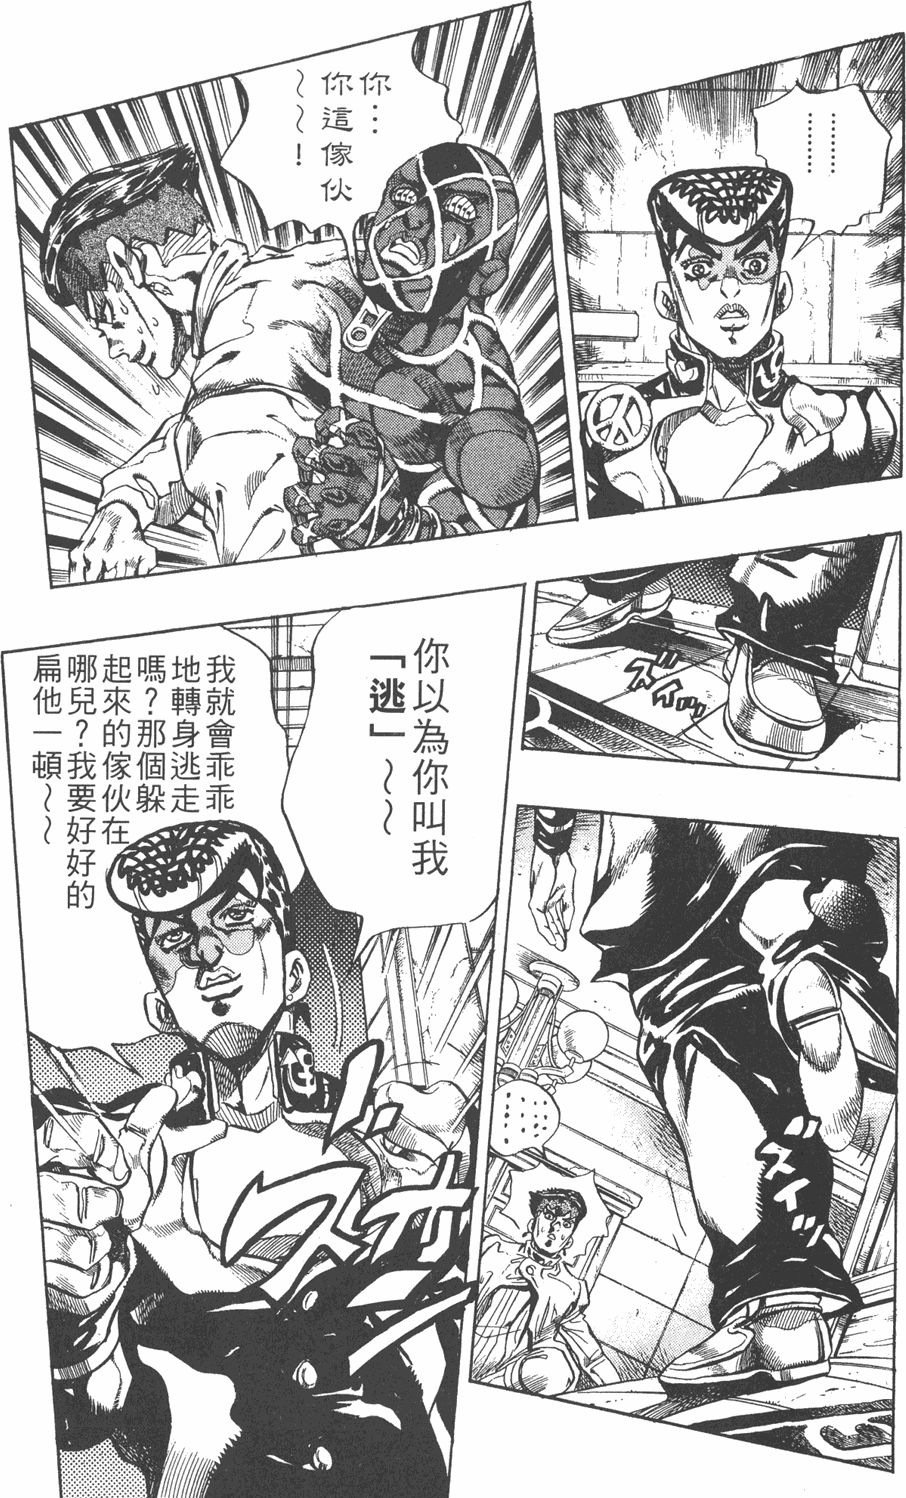 ⋯⋯
⋯⋯
你⋯
你這傢伙
～～！
ズイッ
ズイッ
你以為你叫我
「逃」～～
我就會乖乖
地轉身逃走
嗎？那個躲
起來的傢伙在
哪兒？我要好好的
扁他一頓～～
ズザッ